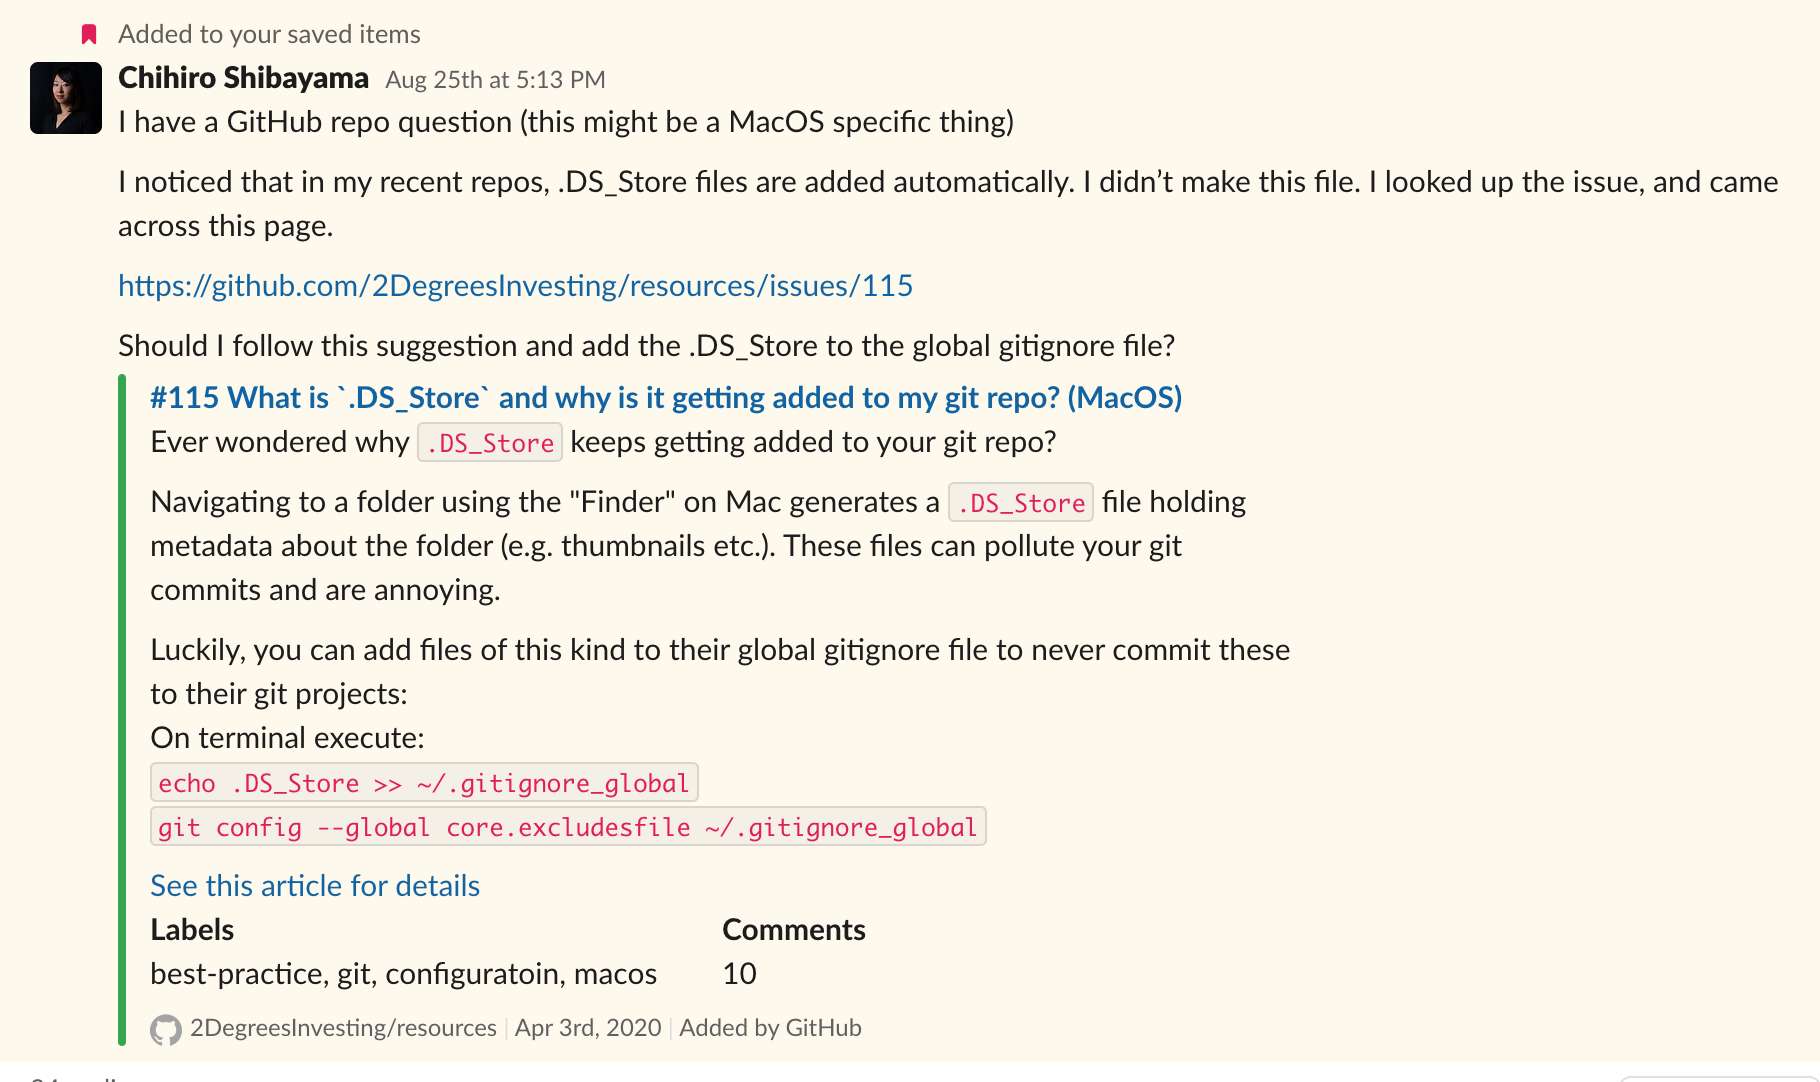 Added to your saved items
Chihiro Shibayama Aug 25th at 5:13 PM
I have a GitHub repo question (this might be a MacOS specific thing)
I noticed that in my recent repos, .DS_Store files are added automatically. I didn’t make this file. I looked up the issue, and came
across this page.
https://github.com/2DegreesInvesting/resources/issues/115
Should I follow this suggestion and add the .DS_Store to the global gitignore file?
#115 What is `.DS_Store` and why is it getting added to my git repo? (MacOS)
Ever wondered why .DS_Store keeps getting added to your git repo?
Navigating to a folder using the "Finder" on Mac generates a .DS_Store file holding
metadata about the folder (e.g. thumbnails etc.). These files can pollute your git
commits and are annoying.
Luckily, you can add files of this kind to their global gitignore file to never commit these
to their git projects:
On terminal execute:
echo .DS_Store >> ~/.gitignore_global
git config --global core.excludesfile ~/.gitignore_global
See this article for details
Labels Comments
best-practice, git, configuratoin, macos 10
2DegreesInvesting/resources | Apr 3rd, 2020 | Added by GitHub